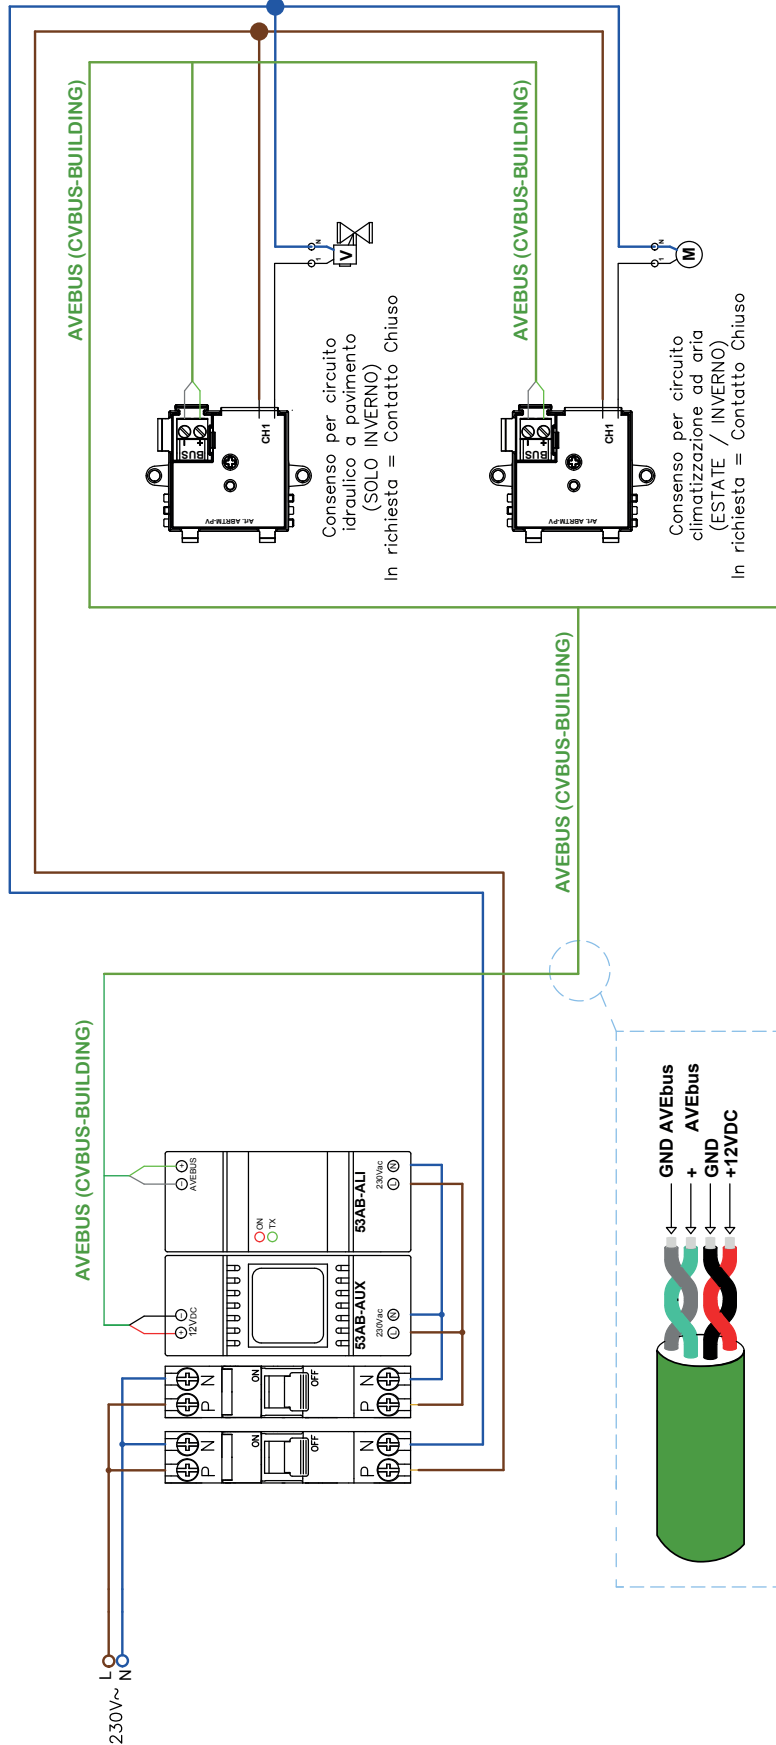 230V~
L
N
P N
ON
OFF
P N
P N
ON
OFF
P N
AVEBUS (CVBUS-BUILDING)
+ -
12VDC
53AB-AUX
230Vac
L N
- +
AVEBUS
ON
TX
53AB-ALI
230Vac
L N
GND AVEbus
+ AVEbus
GND
+12VDC
AVEBUS (CVBUS-BUILDING)
AVEBUS (CVBUS-BUILDING)
BUS
- +
Art. ABRTM-PV
CH1
1 N
V
Consenso per circuito
idraulico a pavimento
(SOLO INVERNO)
In richiesta = Contatto Chiuso
AVEBUS (CVBUS-BUILDING)
BUS
- +
Art. ABRTM-PV
CH1
1 N
M
Consenso per circuito
climatizzazione ad aria
(ESTATE / INVERNO)
In richiesta = Contatto Chiuso